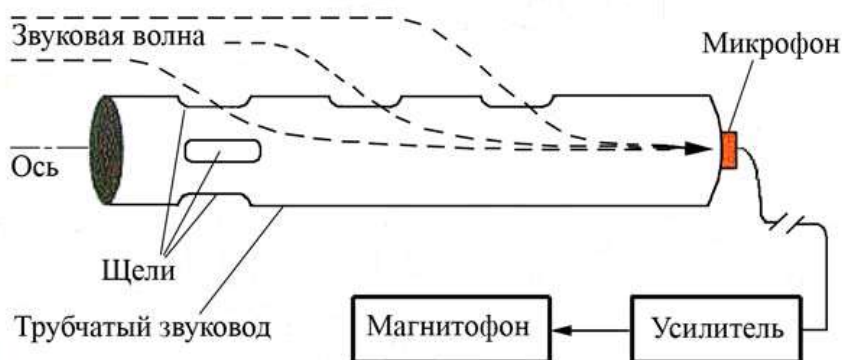 Звуковая волна
Микрофон
Ось
Щели
Трубчатый звуковод
Магнитофон
Усилитель